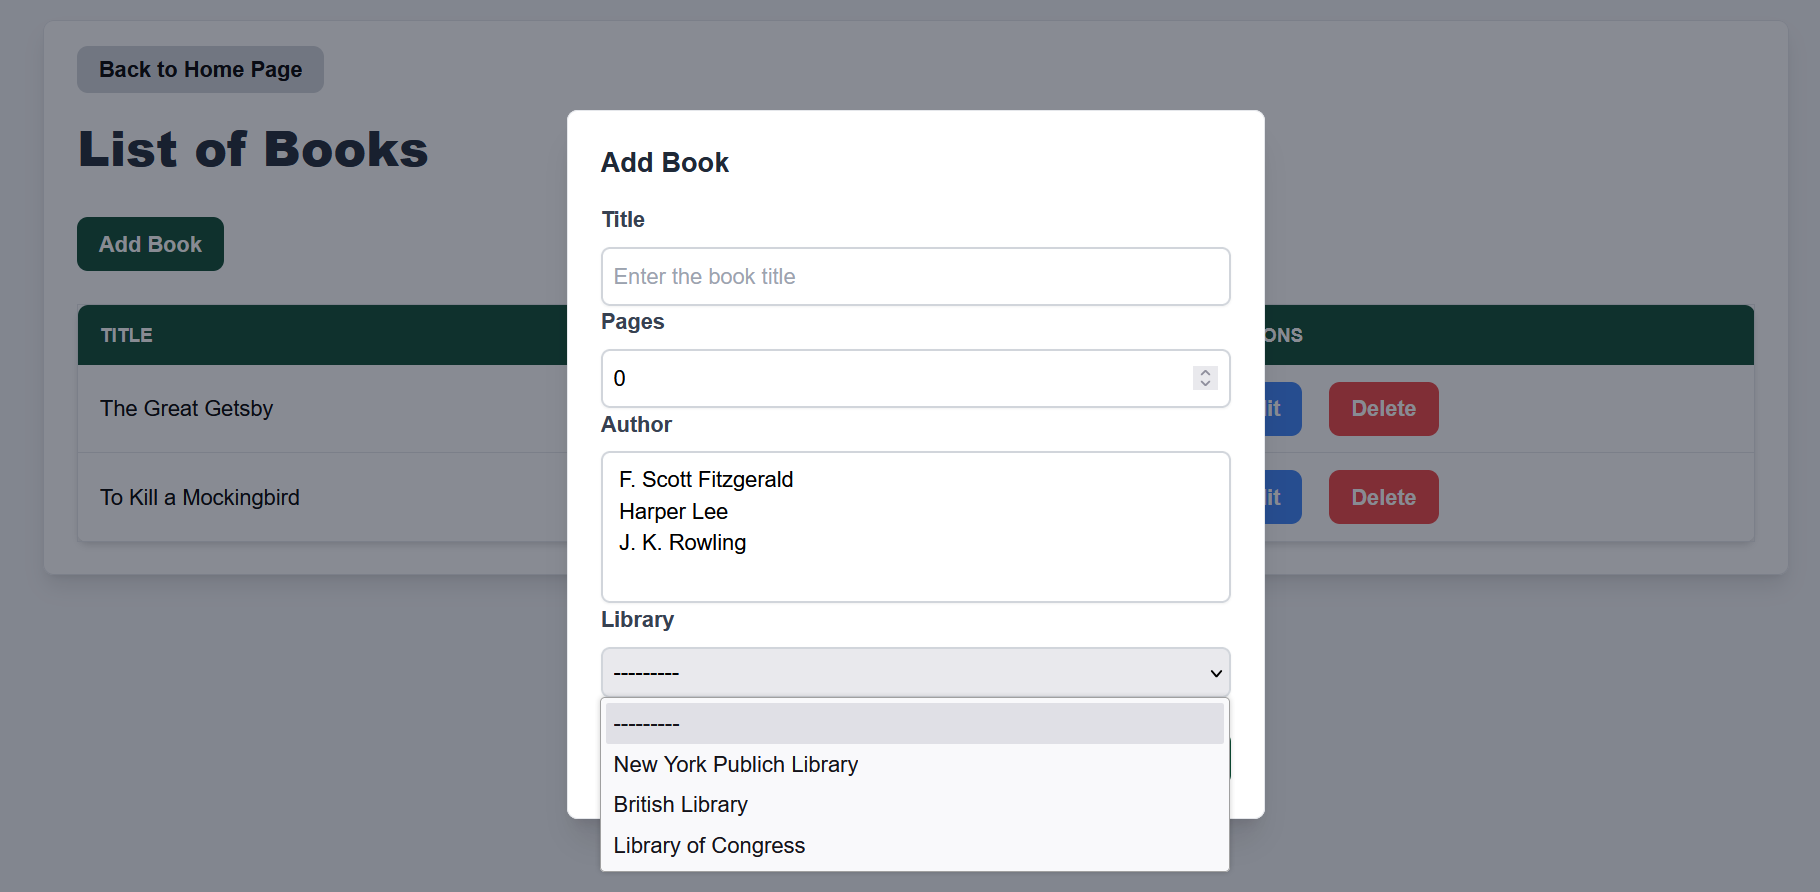 Back to Home Page
List of Books
Add Book
TITLE
ONS
The Great Getsby
it
Delete
To Kill a Mockingbird
it
Delete
Add Book
Title
Enter the book title
Pages
0
Author
F. Scott Fitzgerald
Harper Lee
J. K. Rowling
Library
---------
---------
New York Publich Library
British Library
Library of Congress